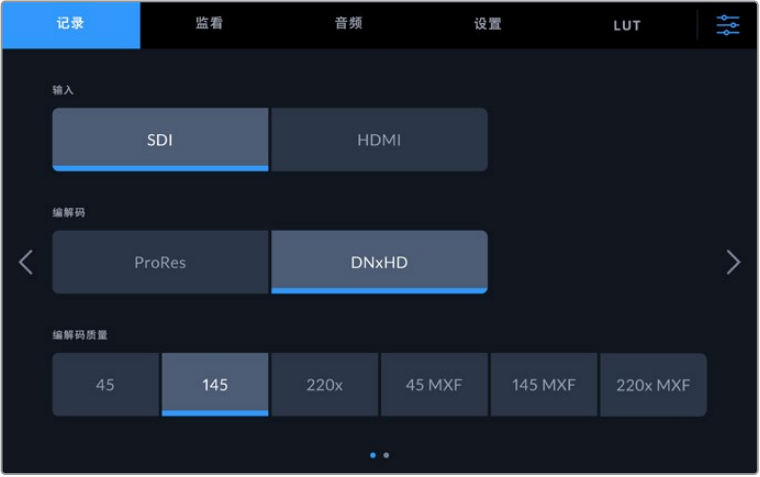 记录 监看 音频 设置 LUT
输入
SDI HDMI
编解码
ProRes DNxHD
编解码质量
45 145 220x 45 MXF 145 MXF 220x MXF